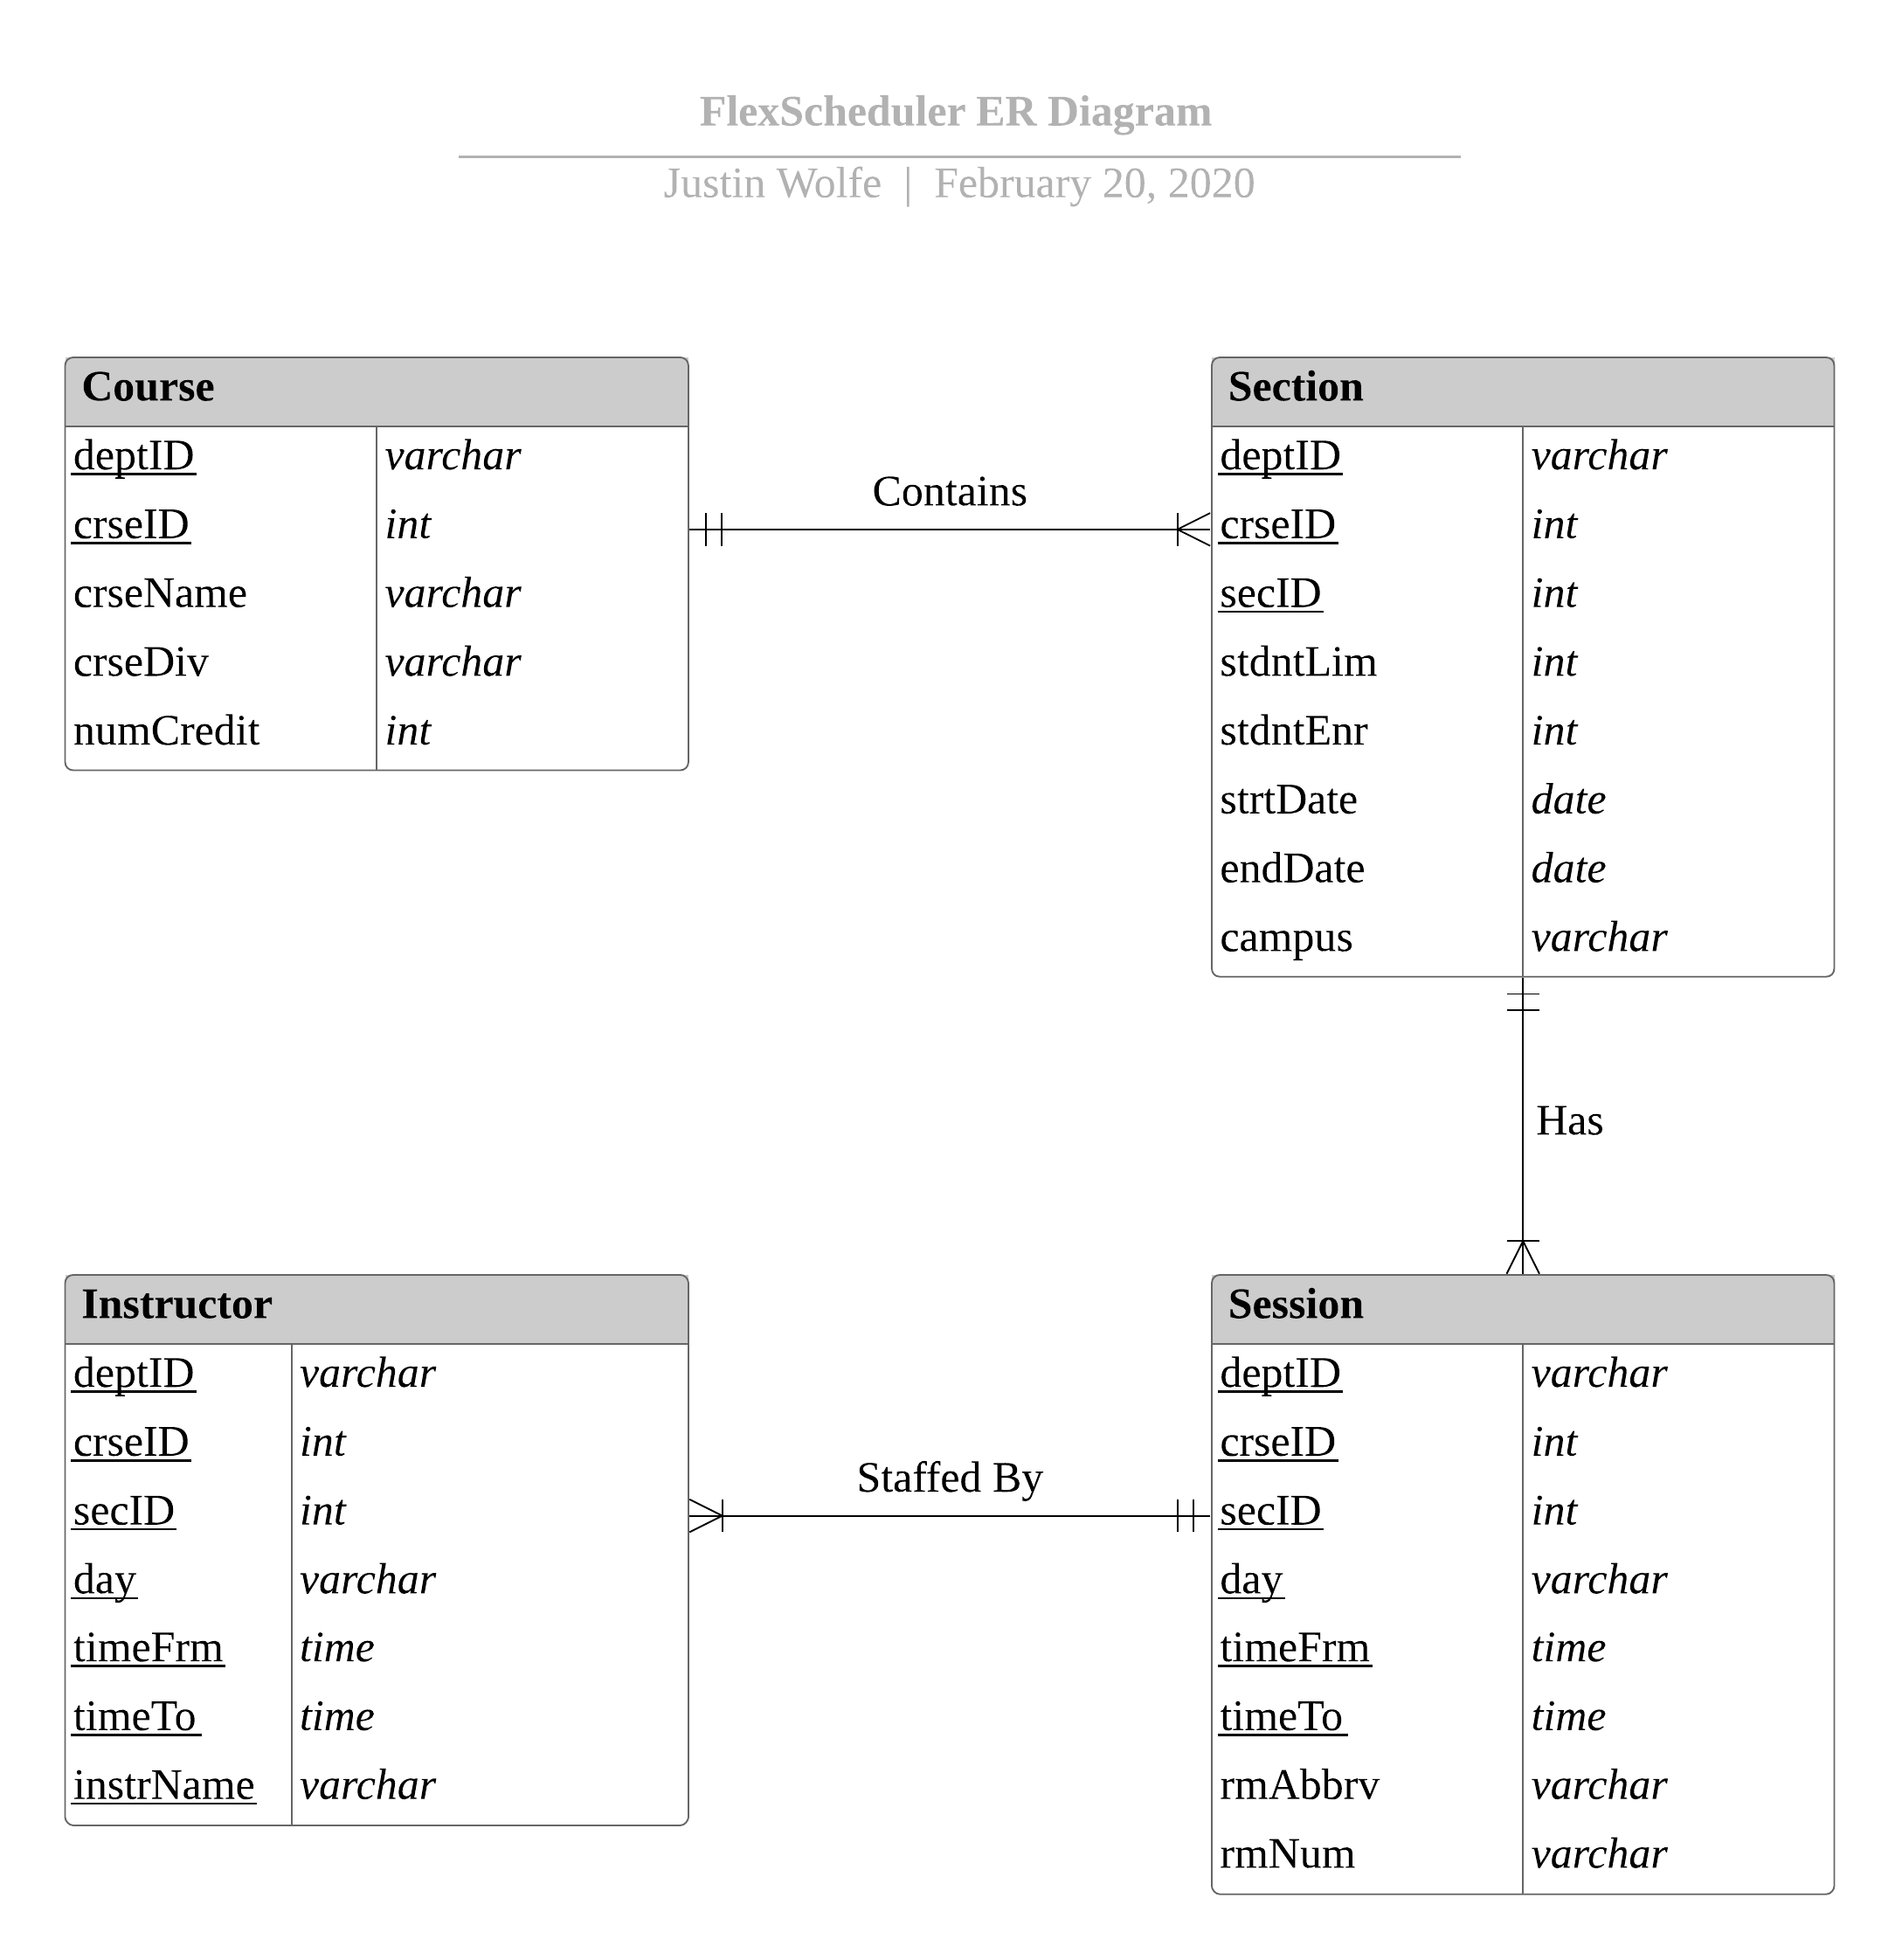 FlexScheduler ER Diagram
Justin Wolfe | February 20, 2020
Course
deptID varchar
crseID int
crseName varchar
crseDiv varchar
numCredit int
Contains
Section
deptID varchar
crseID int
secID int
stdntLim int
stdntEnr int
strtDate date
endDate date
campus varchar
Has
Instructor
deptID varchar
crseID int
secID int
day varchar
timeFrm time
timeTo time
instrName varchar
Staffed By
Session
deptID varchar
crseID int
secID int
day varchar
timeFrm time
timeTo time
rmAbbrv varchar
rmNum varchar